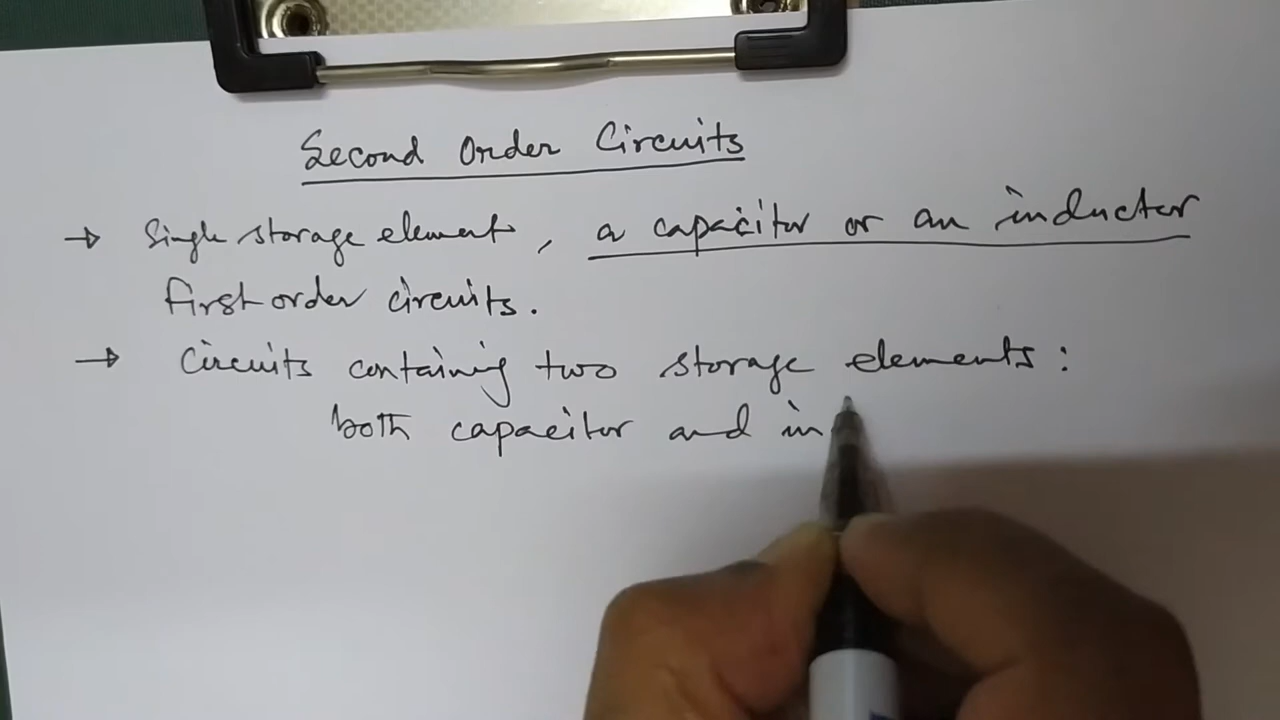 Second Order Circuits
→ Single storage element, a capacitor or an inductor
first order circuits.
→ Circuits containing two storage elements:
both capacitor and in